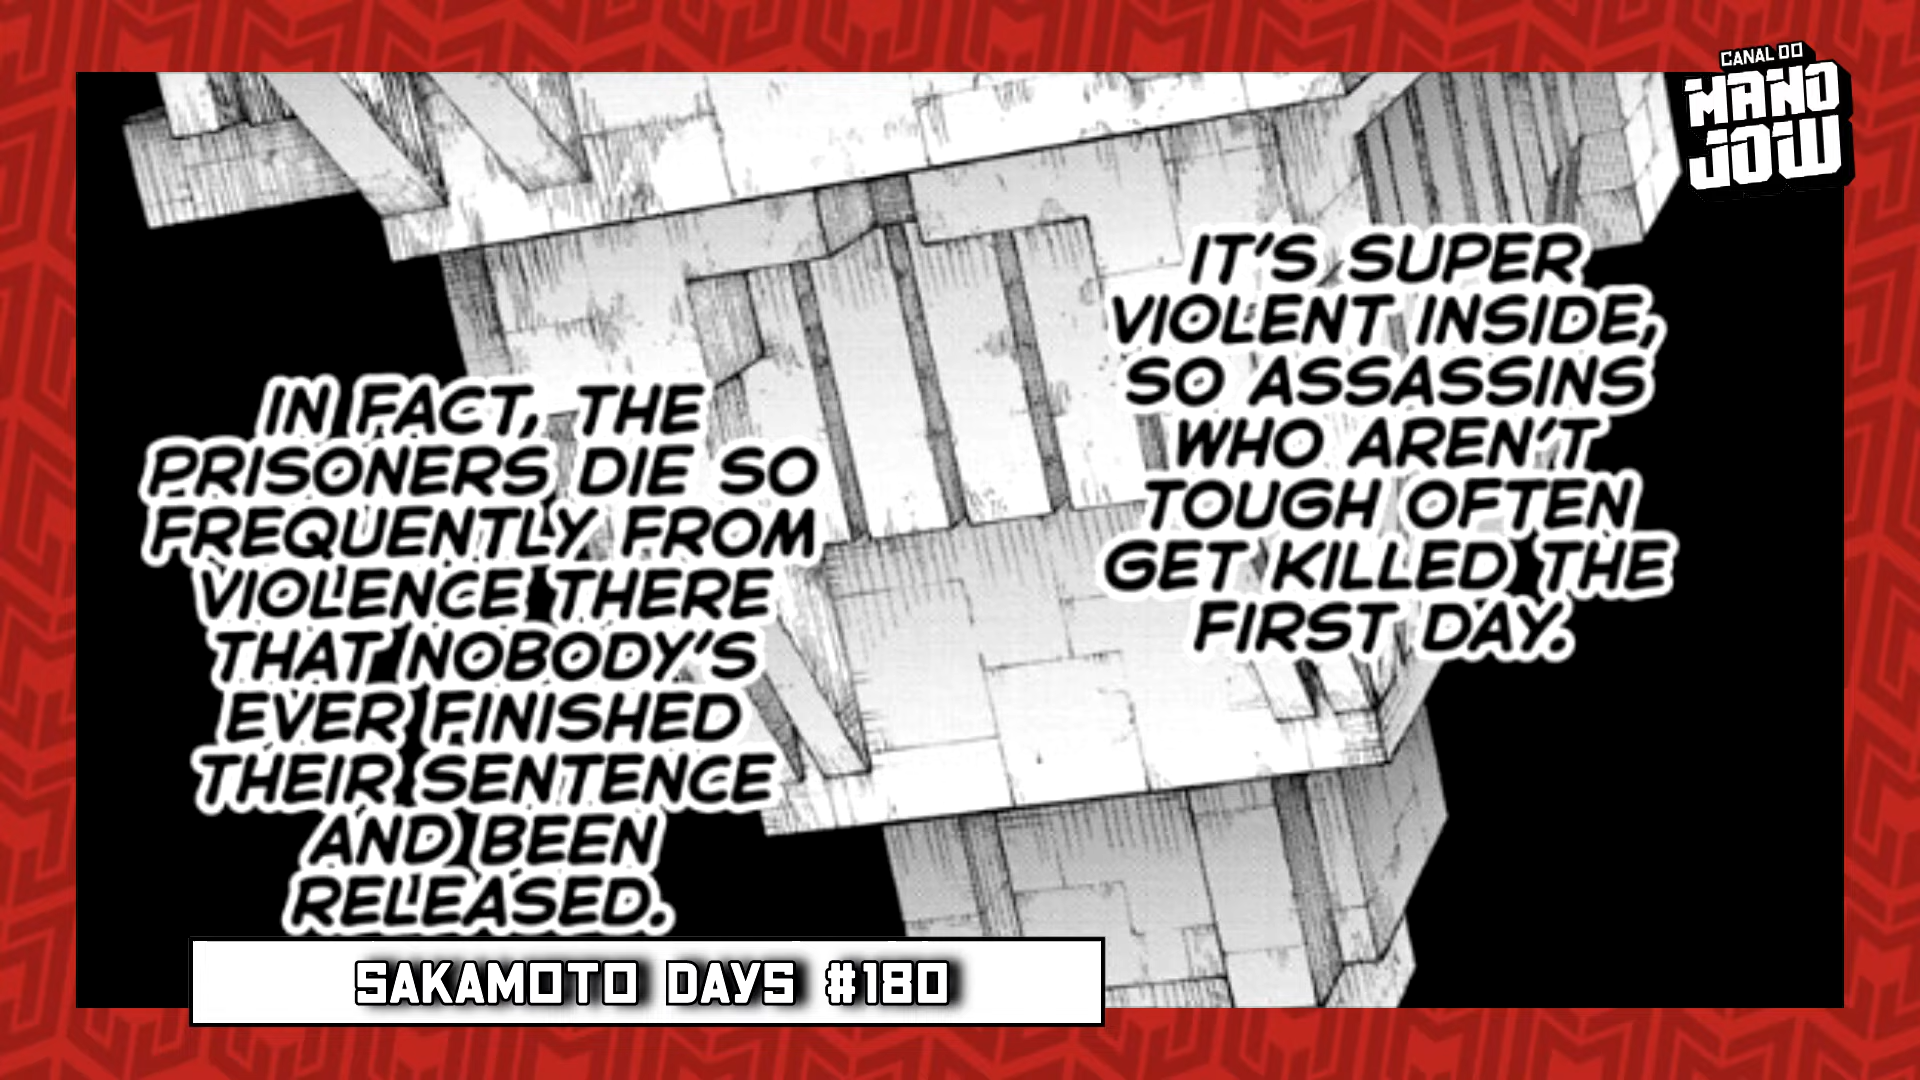 CANAL DO
MANO
JOW
IT'S SUPER
VIOLENT INSIDE,
SO ASSASSINS
WHO AREN'T
TOUGH OFTEN
GET KILLED THE
FIRST DAY.
IN FACT, THE
PRISONERS DIE SO
FREQUENTLY FROM
VIOLENCE THERE
THAT NOBODY'S
EVER FINISHED
THEIR SENTENCE
AND BEEN
RELEASED.
SAKAMOTO DAYS #180